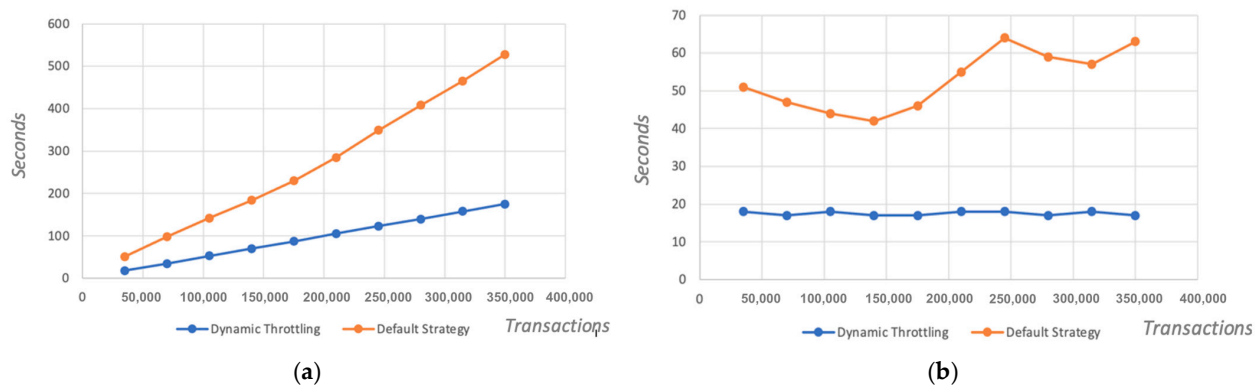 600
500
400
300
200
100
0
Seconds
0 50,000 100,000 150,000 200,000 250,000 300,000 350,000 400,000
Dynamic Throttling Default Strategy Transactions
(a)
70
60
50
40
30
20
10
0
Seconds
0 50,000 100,000 150,000 200,000 250,000 300,000 350,000 400,000
Dynamic Throttling Default Strategy Transactions
(b)